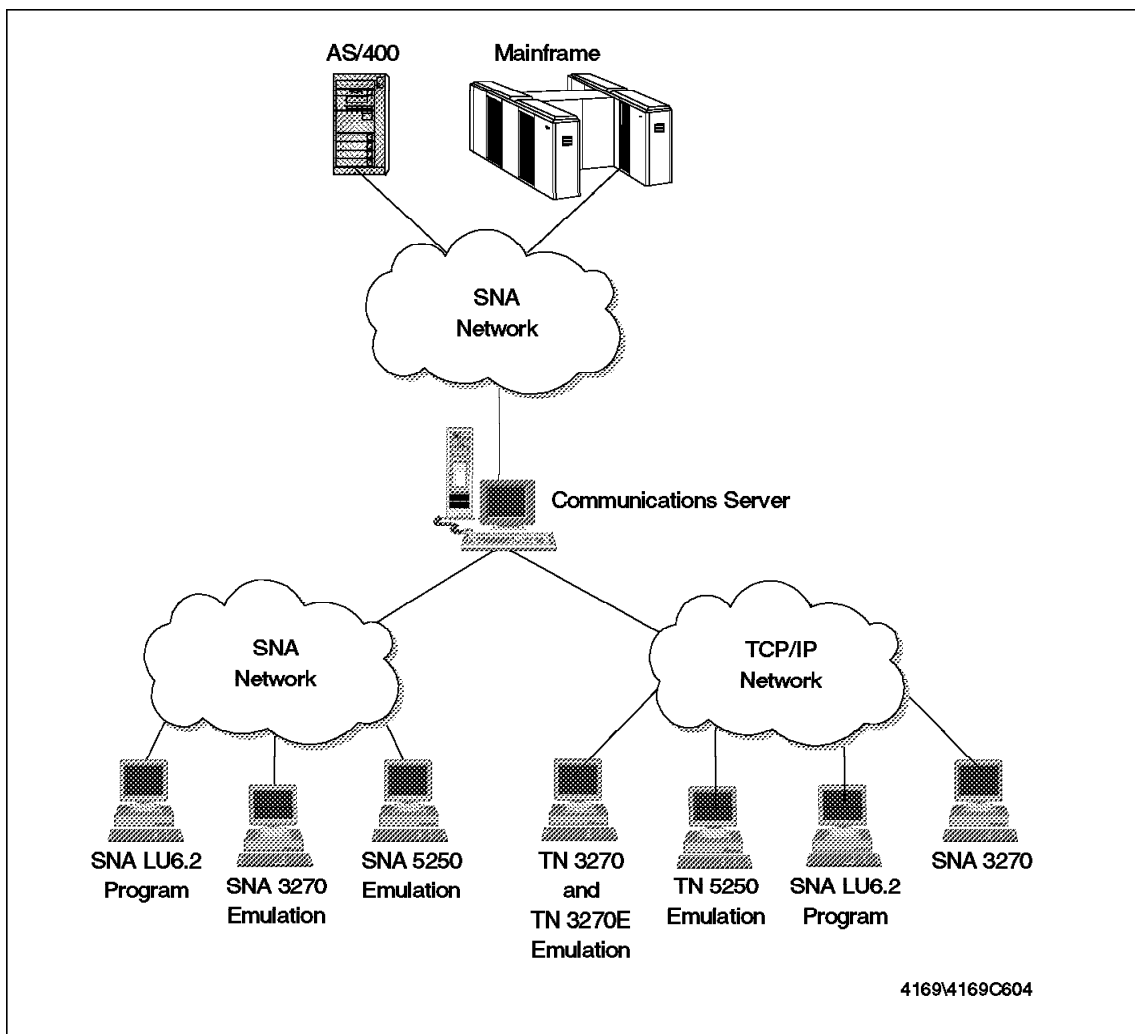 AS/400
Mainframe
SNA
Network
Communications Server
SNA
Network
TCP/IP
Network
SNA LU6.2
Program
SNA 3270
Emulation
SNA 5250
Emulation
TN 3270
and
TN 3270E
Emulation
TN 5250
Emulation
SNA LU6.2
Program
SNA 3270
4169\4169C604